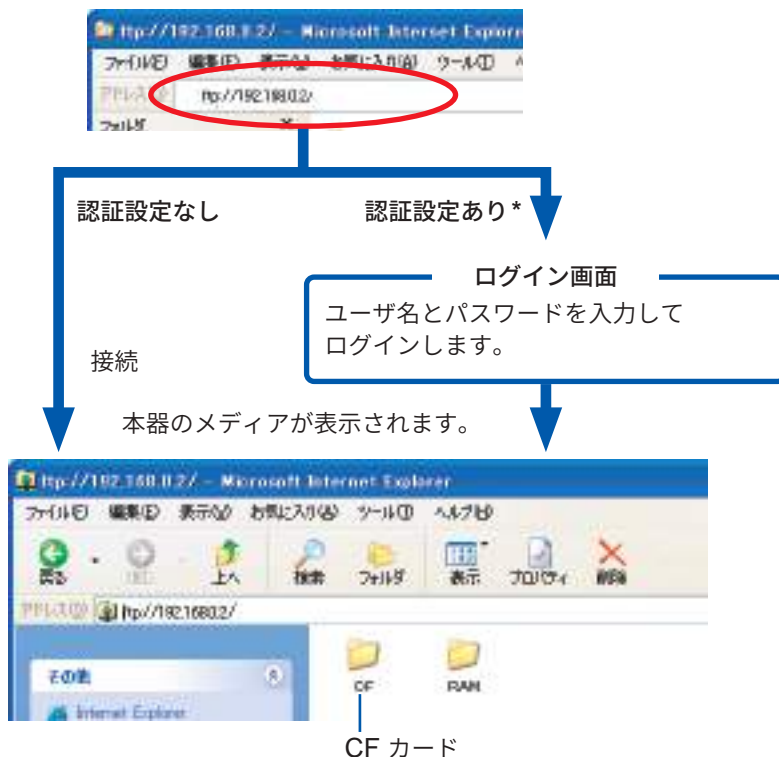 ftp://192.168.0.2/ - Microsoft Internet Explorer
ファイル(F) 編集(E) 表示(V) お気に入り(A) ツール(T)
アドレス(D) ftp://192.168.0.2/
フォルダ ×
認証設定なし 認証設定あり*
ログイン画面
ユーザ名とパスワードを入力して
ログインします。
接続
本器のメディアが表示されます。
ftp://192.168.0.2/ - Microsoft Internet Explorer
ファイル(F) 編集(E) 表示(V) お気に入り(A) ツール(T) ヘルプ(H)
戻る 上へ 検索 フォルダ 表示 プロパティ 削除
アドレス(D) ftp://192.168.0.2/
その他
CF RAM
Internet Explorer
CF カード